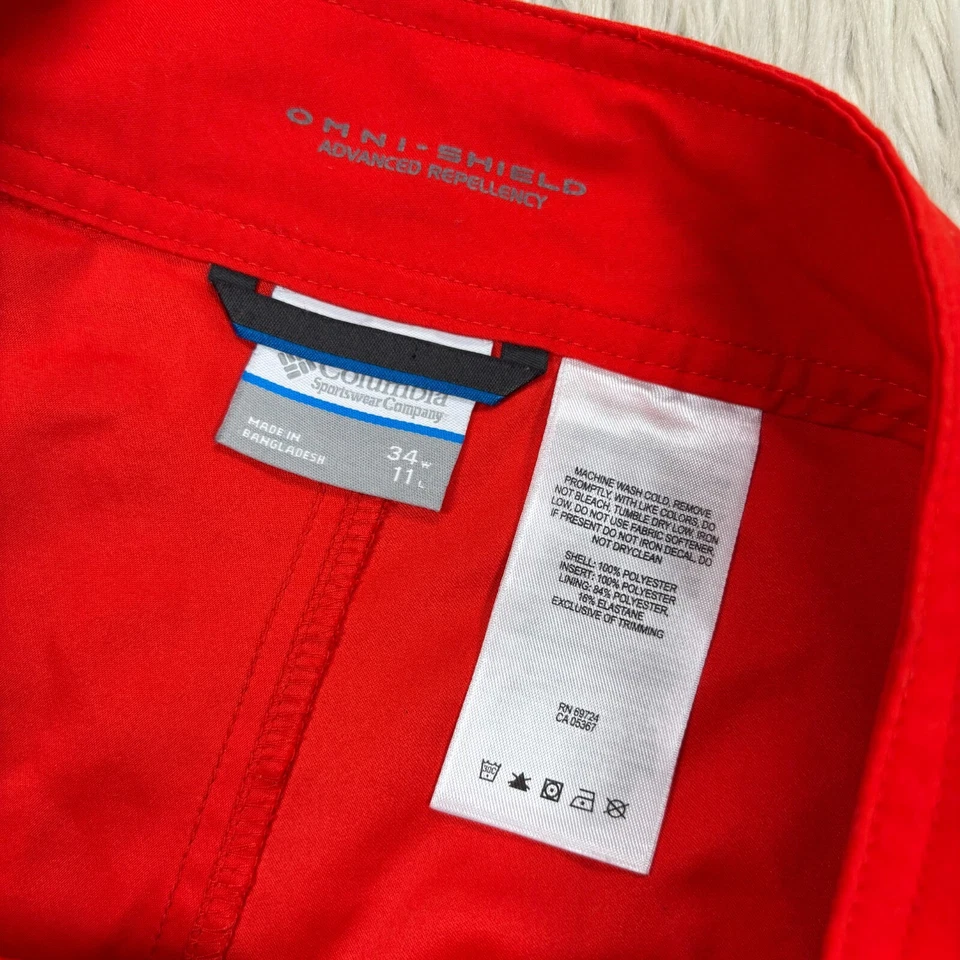 OMNI-SHIELD
ADVANCED REPELLENCY
Columbia
Sportswear Company
MADE IN
BANGLADESH
34 W
11 L
MACHINE WASH COLD, REMOVE
PROMPTLY, WITH LIKE COLORS, DO
NOT BLEACH, TUMBLE DRY LOW, IRON
LOW, DO NOT USE FABRIC SOFTENER
IF PRESENT DO NOT IRON DECAL, DO
NOT DRYCLEAN
SHELL: 100% POLYESTER
INSERT: 100% POLYESTER
LINING: 84% POLYESTER,
16% ELASTANE
EXCLUSIVE OF TRIMMING
RN 69724
CA 05367
30C